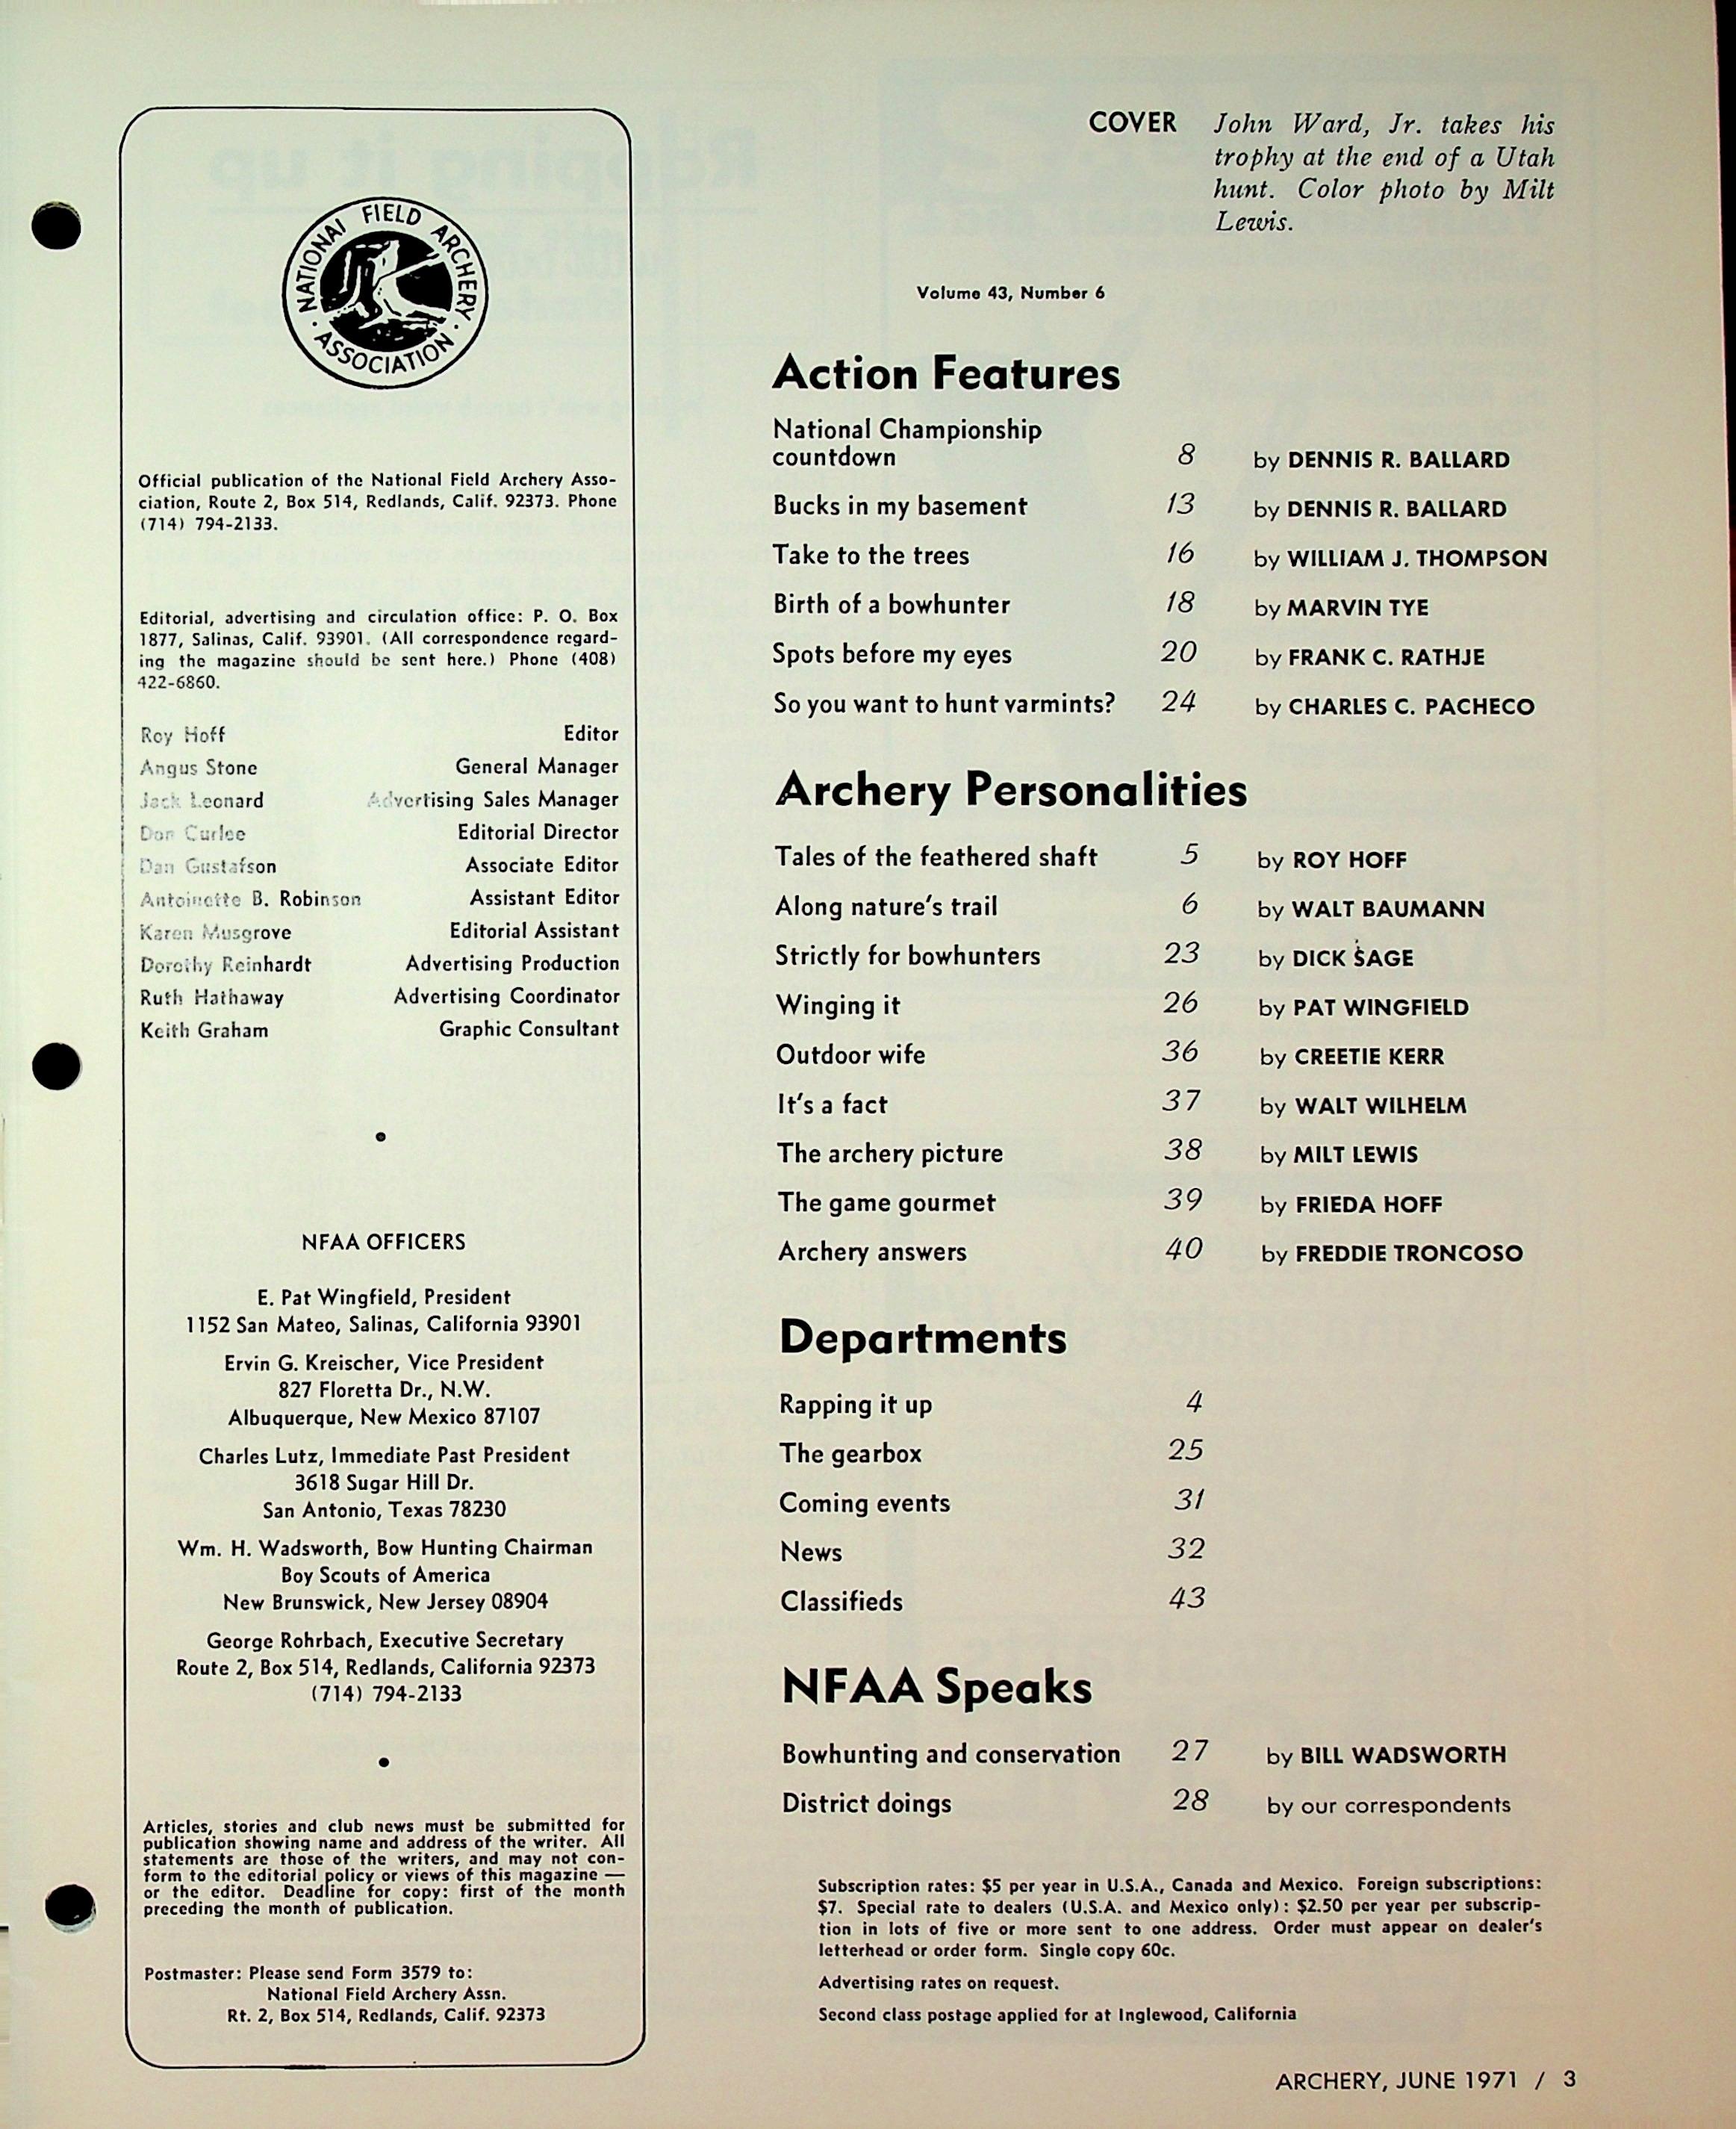 NATIONAL FIELD ARCHERY
· ASSOCIATION ·
Official publication of the National Field Archery Asso-
ciation, Route 2, Box 514, Redlands, Calif. 92373. Phone
(714) 794-2133.
Editorial, advertising and circulation office: P. O. Box
1877, Salinas, Calif. 93901. (All correspondence regard-
ing the magazine should be sent here.) Phone (408)
422-6860.
Roy Hoff Editor
Angus Stone General Manager
Jack Leonard Advertising Sales Manager
Don Curlee Editorial Director
Dan Gustafson Associate Editor
Antoinette B. Robinson Assistant Editor
Karen Musgrove Editorial Assistant
Dorothy Reinhardt Advertising Production
Ruth Hathaway Advertising Coordinator
Keith Graham Graphic Consultant
•
NFAA OFFICERS
E. Pat Wingfield, President
1152 San Mateo, Salinas, California 93901
Ervin G. Kreischer, Vice President
827 Floretta Dr., N.W.
Albuquerque, New Mexico 87107
Charles Lutz, Immediate Past President
3618 Sugar Hill Dr.
San Antonio, Texas 78230
Wm. H. Wadsworth, Bow Hunting Chairman
Boy Scouts of America
New Brunswick, New Jersey 08904
George Rohrbach, Executive Secretary
Route 2, Box 514, Redlands, California 92373
(714) 794-2133
•
Articles, stories and club news must be submitted for
publication showing name and address of the writer. All
statements are those of the writers, and may not con-
form to the editorial policy or views of this magazine —
or the editor. Deadline for copy: first of the month
preceding the month of publication.
Postmaster: Please send Form 3579 to:
National Field Archery Assn.
Rt. 2, Box 514, Redlands, Calif. 92373
COVER John Ward, Jr. takes his
trophy at the end of a Utah
hunt. Color photo by Milt
Lewis.
Volume 43, Number 6
Action Features
National Championship
countdown 8 by DENNIS R. BALLARD
Bucks in my basement 13 by DENNIS R. BALLARD
Take to the trees 16 by WILLIAM J. THOMPSON
Birth of a bowhunter 18 by MARVIN TYE
Spots before my eyes 20 by FRANK C. RATHJE
So you want to hunt varmints? 24 by CHARLES C. PACHECO
Archery Personalities
Tales of the feathered shaft 5 by ROY HOFF
Along nature's trail 6 by WALT BAUMANN
Strictly for bowhunters 23 by DICK SAGE
Winging it 26 by PAT WINGFIELD
Outdoor wife 36 by CREETIE KERR
It's a fact 37 by WALT WILHELM
The archery picture 38 by MILT LEWIS
The game gourmet 39 by FRIEDA HOFF
Archery answers 40 by FREDDIE TRONCOSO
Departments
Rapping it up 4
The gearbox 25
Coming events 31
News 32
Classifieds 43
NFAA Speaks
Bowhunting and conservation 27 by BILL WADSWORTH
District doings 28 by our correspondents
Subscription rates: $5 per year in U.S.A., Canada and Mexico. Foreign subscriptions:
$7. Special rate to dealers (U.S.A. and Mexico only): $2.50 per year per subscrip-
tion in lots of five or more sent to one address. Order must appear on dealer's
letterhead or order form. Single copy 60c.
Advertising rates on request.
Second class postage applied for at Inglewood, California
ARCHERY, JUNE 1971 / 3